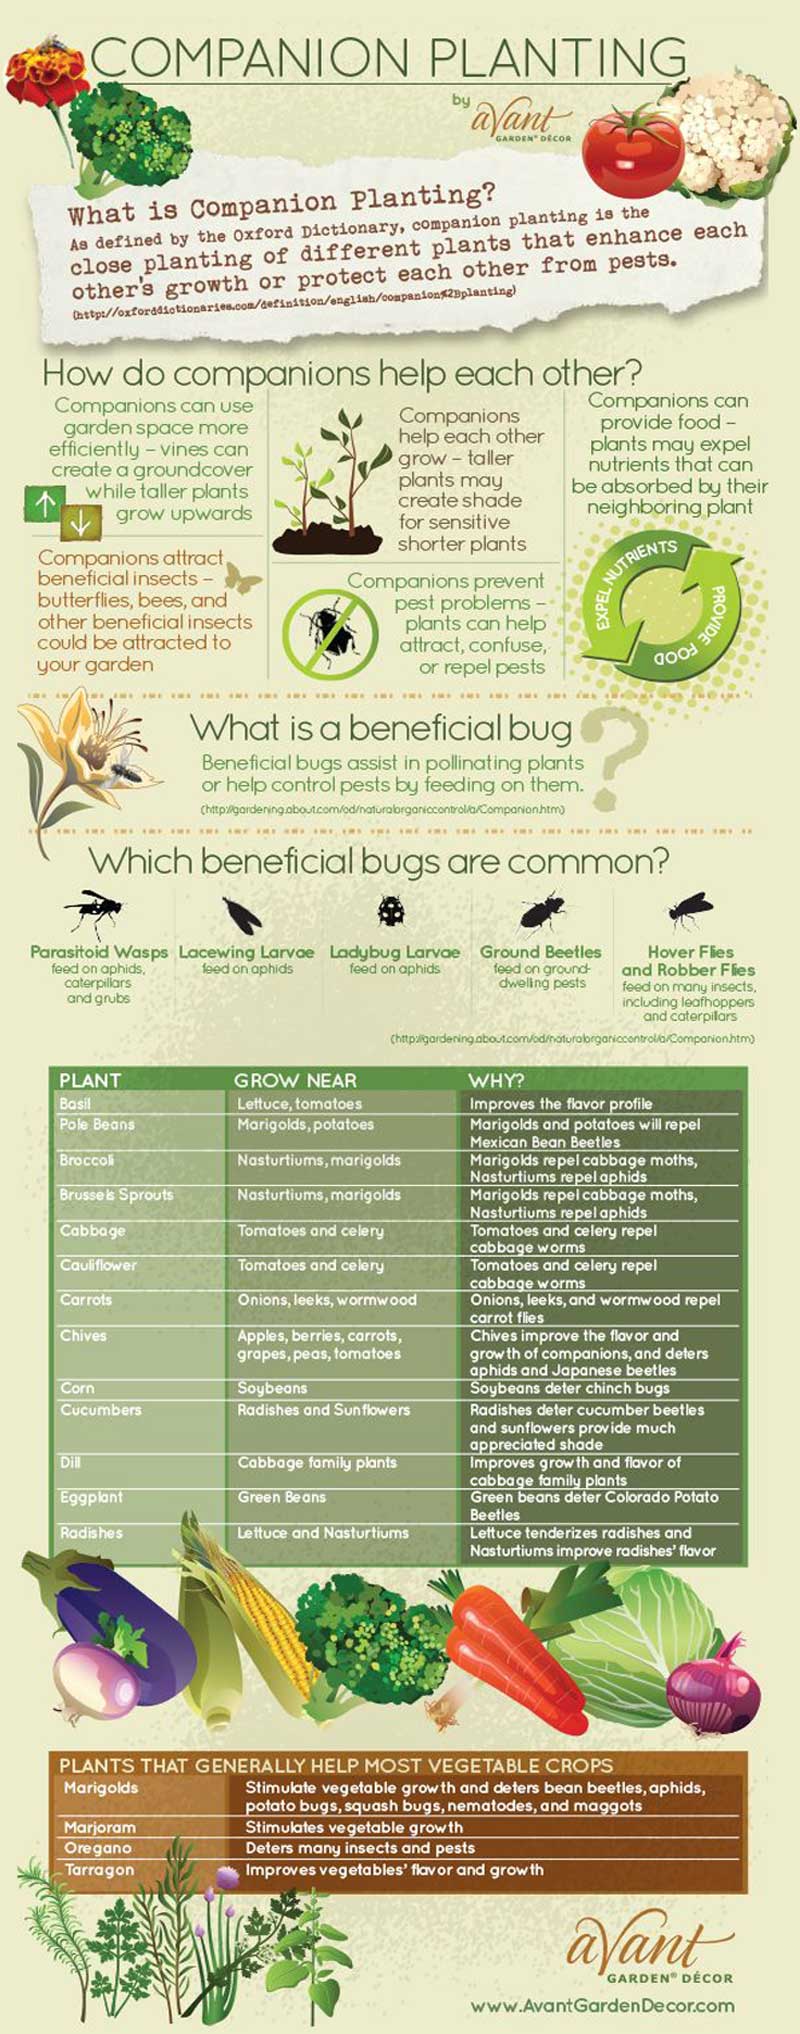 COMPANION PLANTING
by avant
GARDEN® DÉCOR
What is Companion Planting?
As defined by the Oxford Dictionary, companion planting is the
close planting of different plants that enhance each
other's growth or protect each other from pests.
(http://oxforddictionaries.com/definition/english/companion%2Bplanting)
How do companions help each other?
Companions can use
garden space more
efficiently – vines can
create a groundcover
while taller plants
grow upwards
Companions
help each other
grow – taller
plants may
create shade
for sensitive
shorter plants
Companions can
provide food –
plants may expel
nutrients that can
be absorbed by their
neighboring plant
EXPEL NUTRIENTS
PROVIDE FOOD
Companions attract
beneficial insects –
butterflies, bees, and
other beneficial insects
could be attracted to
your garden
Companions prevent
pest problems –
plants can help
attract, confuse,
or repel pests
What is a beneficial bug ?
Beneficial bugs assist in pollinating plants
or help control pests by feeding on them.
(http://gardening.about.com/od/naturalorganiccontrol/a/Companion.htm)
Which beneficial bugs are common?
Parasitoid Wasps
feed on aphids,
caterpillars
and grubs
Lacewing Larvae
feed on aphids
Ladybug Larvae
feed on aphids
Ground Beetles
feed on ground-
dwelling pests
Hover Flies
and Robber Flies
feed on many insects,
including leafhoppers
and caterpillars
(http://gardening.about.com/od/naturalorganiccontrol/a/Companion.htm)
PLANT GROW NEAR WHY?
Basil Lettuce, tomatoes Improves the flavor profile
Pole Beans Marigolds, potatoes Marigolds and potatoes will repel
Mexican Bean Beetles
Broccoli Nasturtiums, marigolds Marigolds repel cabbage moths,
Nasturtiums repel aphids
Brussels Sprouts Nasturtiums, marigolds Marigolds repel cabbage moths,
Nasturtiums repel aphids
Cabbage Tomatoes and celery Tomatoes and celery repel
cabbage worms
Cauliflower Tomatoes and celery Tomatoes and celery repel
cabbage worms
Carrots Onions, leeks, wormwood Onions, leeks, and wormwood repel
carrot flies
Chives Apples, berries, carrots, Chives improve the flavor and
grapes, peas, tomatoes growth of companions, and deters
aphids and Japanese beetles
Corn Soybeans Soybeans deter chinch bugs
Cucumbers Radishes and Sunflowers Radishes deter cucumber beetles
and sunflowers provide much
appreciated shade
Dill Cabbage family plants Improves growth and flavor of
cabbage family plants
Eggplant Green Beans Green beans deter Colorado Potato
Beetles
Radishes Lettuce and Nasturtiums Lettuce tenderizes radishes and
Nasturtiums improve radishes' flavor
PLANTS THAT GENERALLY HELP MOST VEGETABLE CROPS
Marigolds Stimulate vegetable growth and deters bean beetles, aphids,
potato bugs, squash bugs, nematodes, and maggots
Marjoram Stimulates vegetable growth
Oregano Deters many insects and pests
Tarragon Improves vegetables' flavor and growth
avant
GARDEN® DÉCOR
www.AvantGardenDecor.com